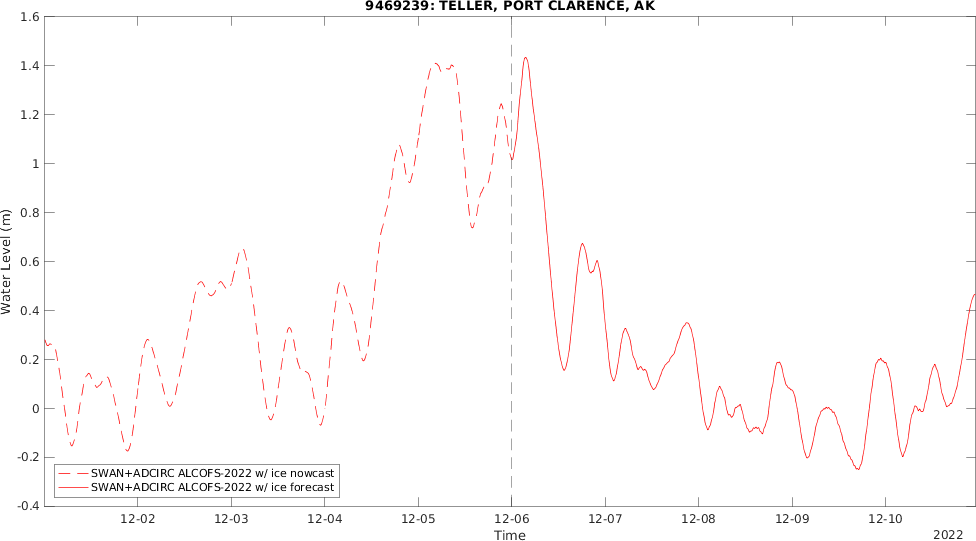 9469239: TELLER, PORT CLARENCE, AK
1.6
1.4
1.2
1
0.8
0.6
0.4
0.2
0
-0.2
-0.4
Water Level (m)
SWAN+ADCIRC ALCOFS-2022 w/ ice nowcast
SWAN+ADCIRC ALCOFS-2022 w/ ice forecast
12-02 12-03 12-04 12-05 12-06 12-07 12-08 12-09 12-10
Time
2022